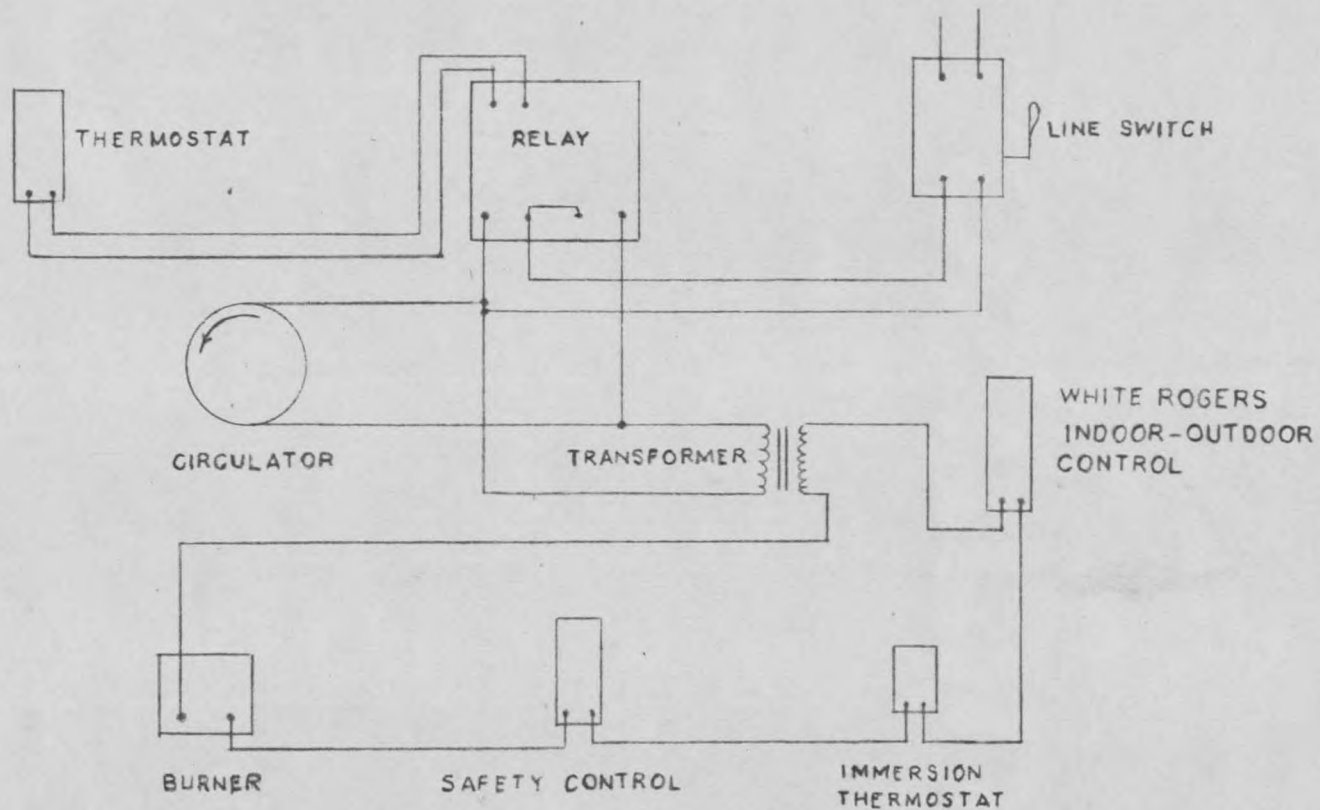 THERMOSTAT
RELAY
LINE SWITCH
CIRCULATOR
TRANSFORMER
WHITE ROGERS
INDOOR-OUTDOOR
CONTROL
BURNER
SAFETY CONTROL
IMMERSION
THERMOSTAT